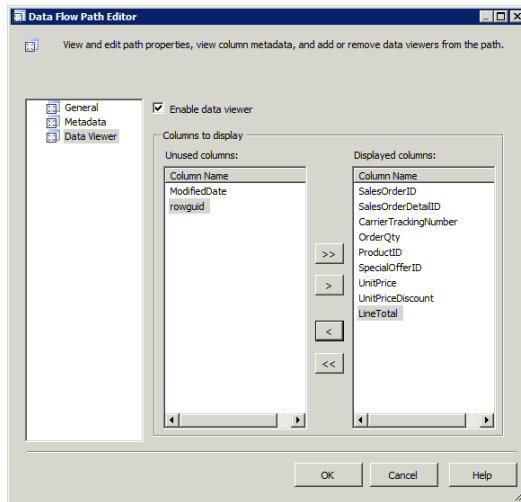 Data Flow Path Editor
View and edit path properties, view column metadata, and add or remove data viewers from the path.
General
Metadata
Data Viewer
Enable data viewer
Columns to display
Unused columns:
Column Name
ModifiedDate
rowguid
>>
>
<
<<
Displayed columns:
Column Name
SalesOrderID
SalesOrderDetailID
CarrierTrackingNumber
OrderQty
ProductID
SpecialOfferID
UnitPrice
UnitPriceDiscount
LineTotal
OK Cancel Help